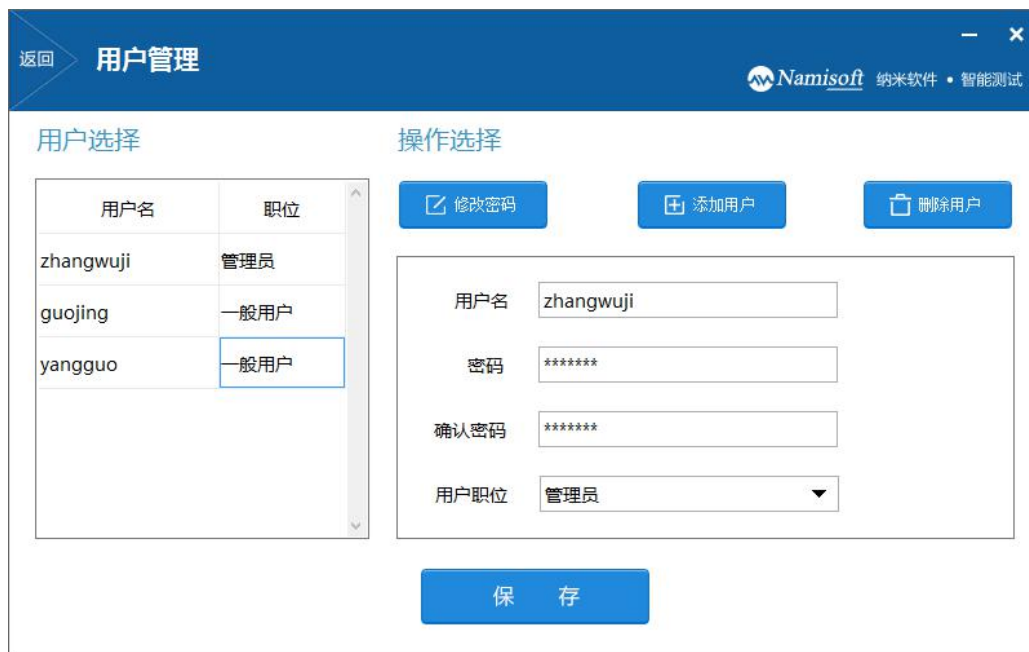 返回
用户管理
Namisoft 纳米软件 • 智能测试
用户选择
操作选择
用户名 职位
zhangwuji 管理员
guojing 一般用户
yangguo 一般用户
修改密码
添加用户
删除用户
用户名 zhangwuji
密码 *******
确认密码 *******
用户职位 管理员
保 存